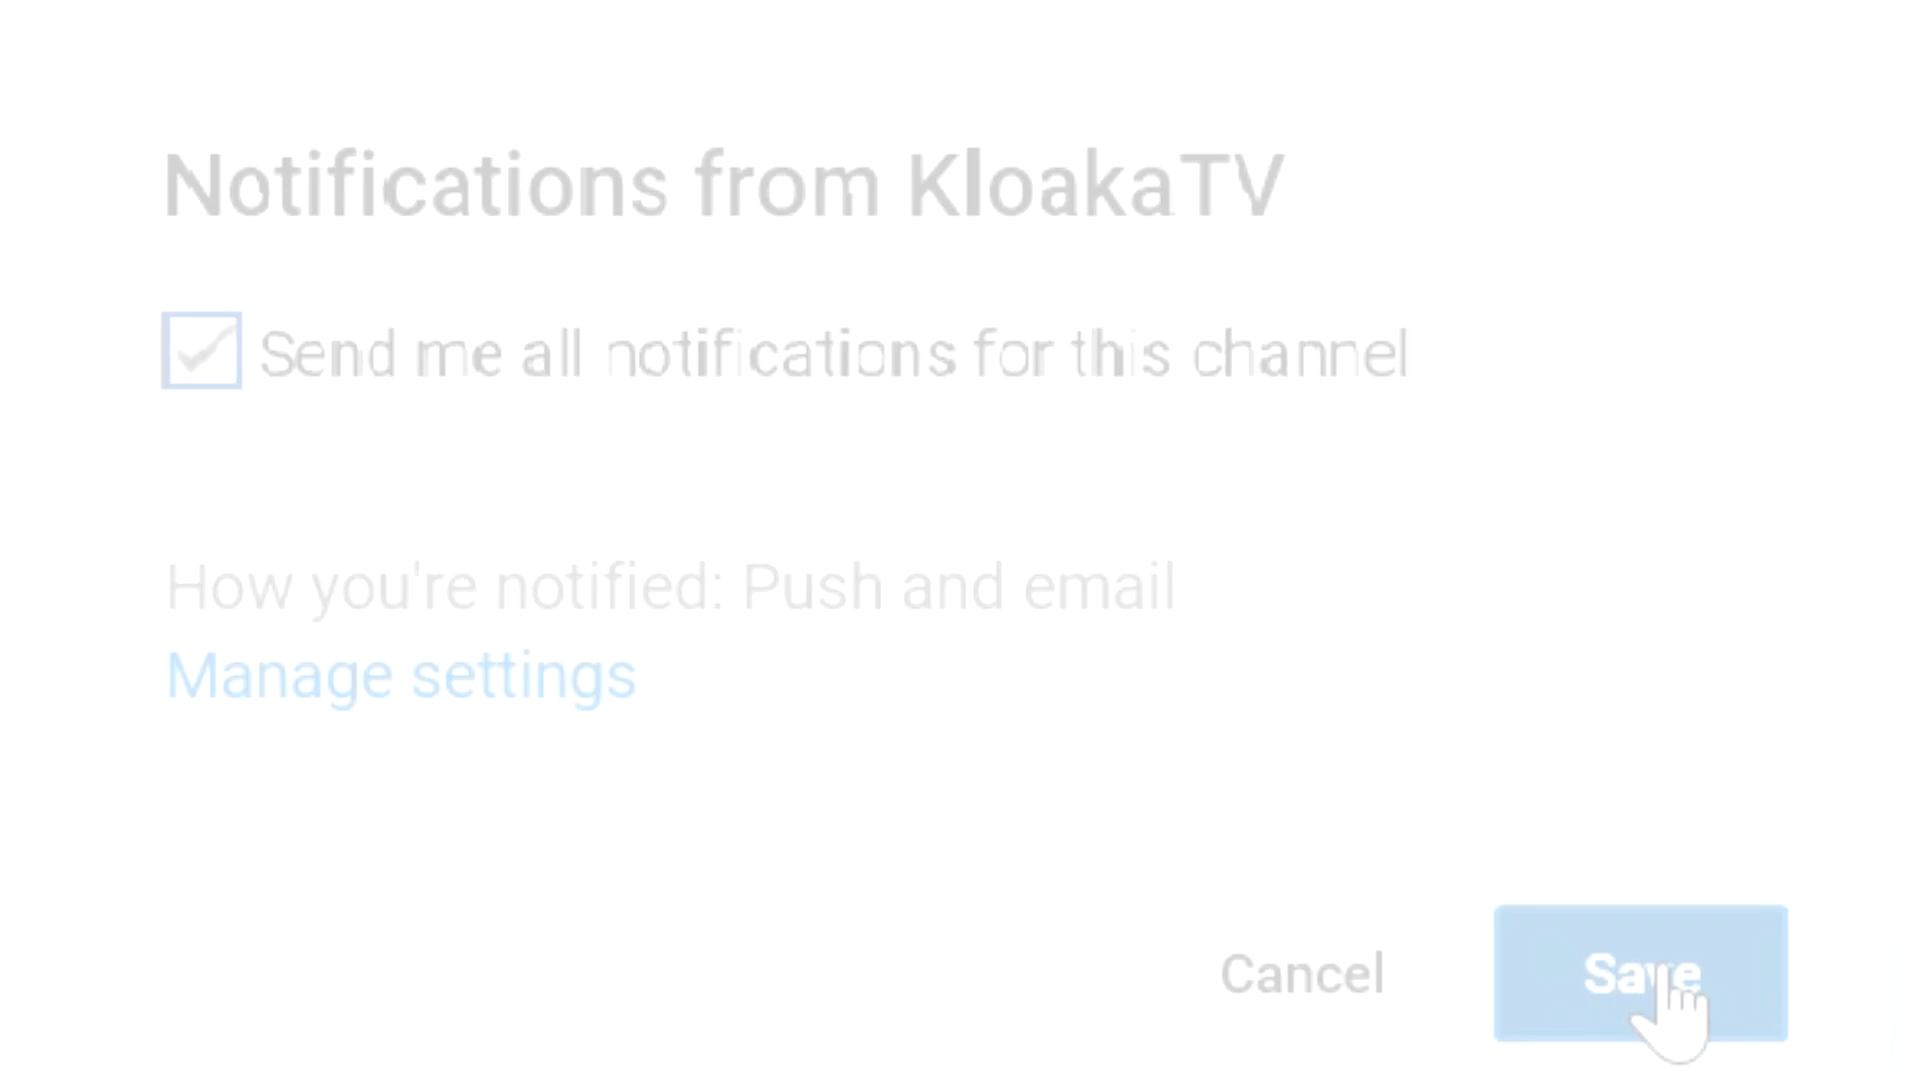 Notifications from KloakaTV
Send me all notifications for this channel
How you're notified: Push and email
Manage settings
Cancel
Save